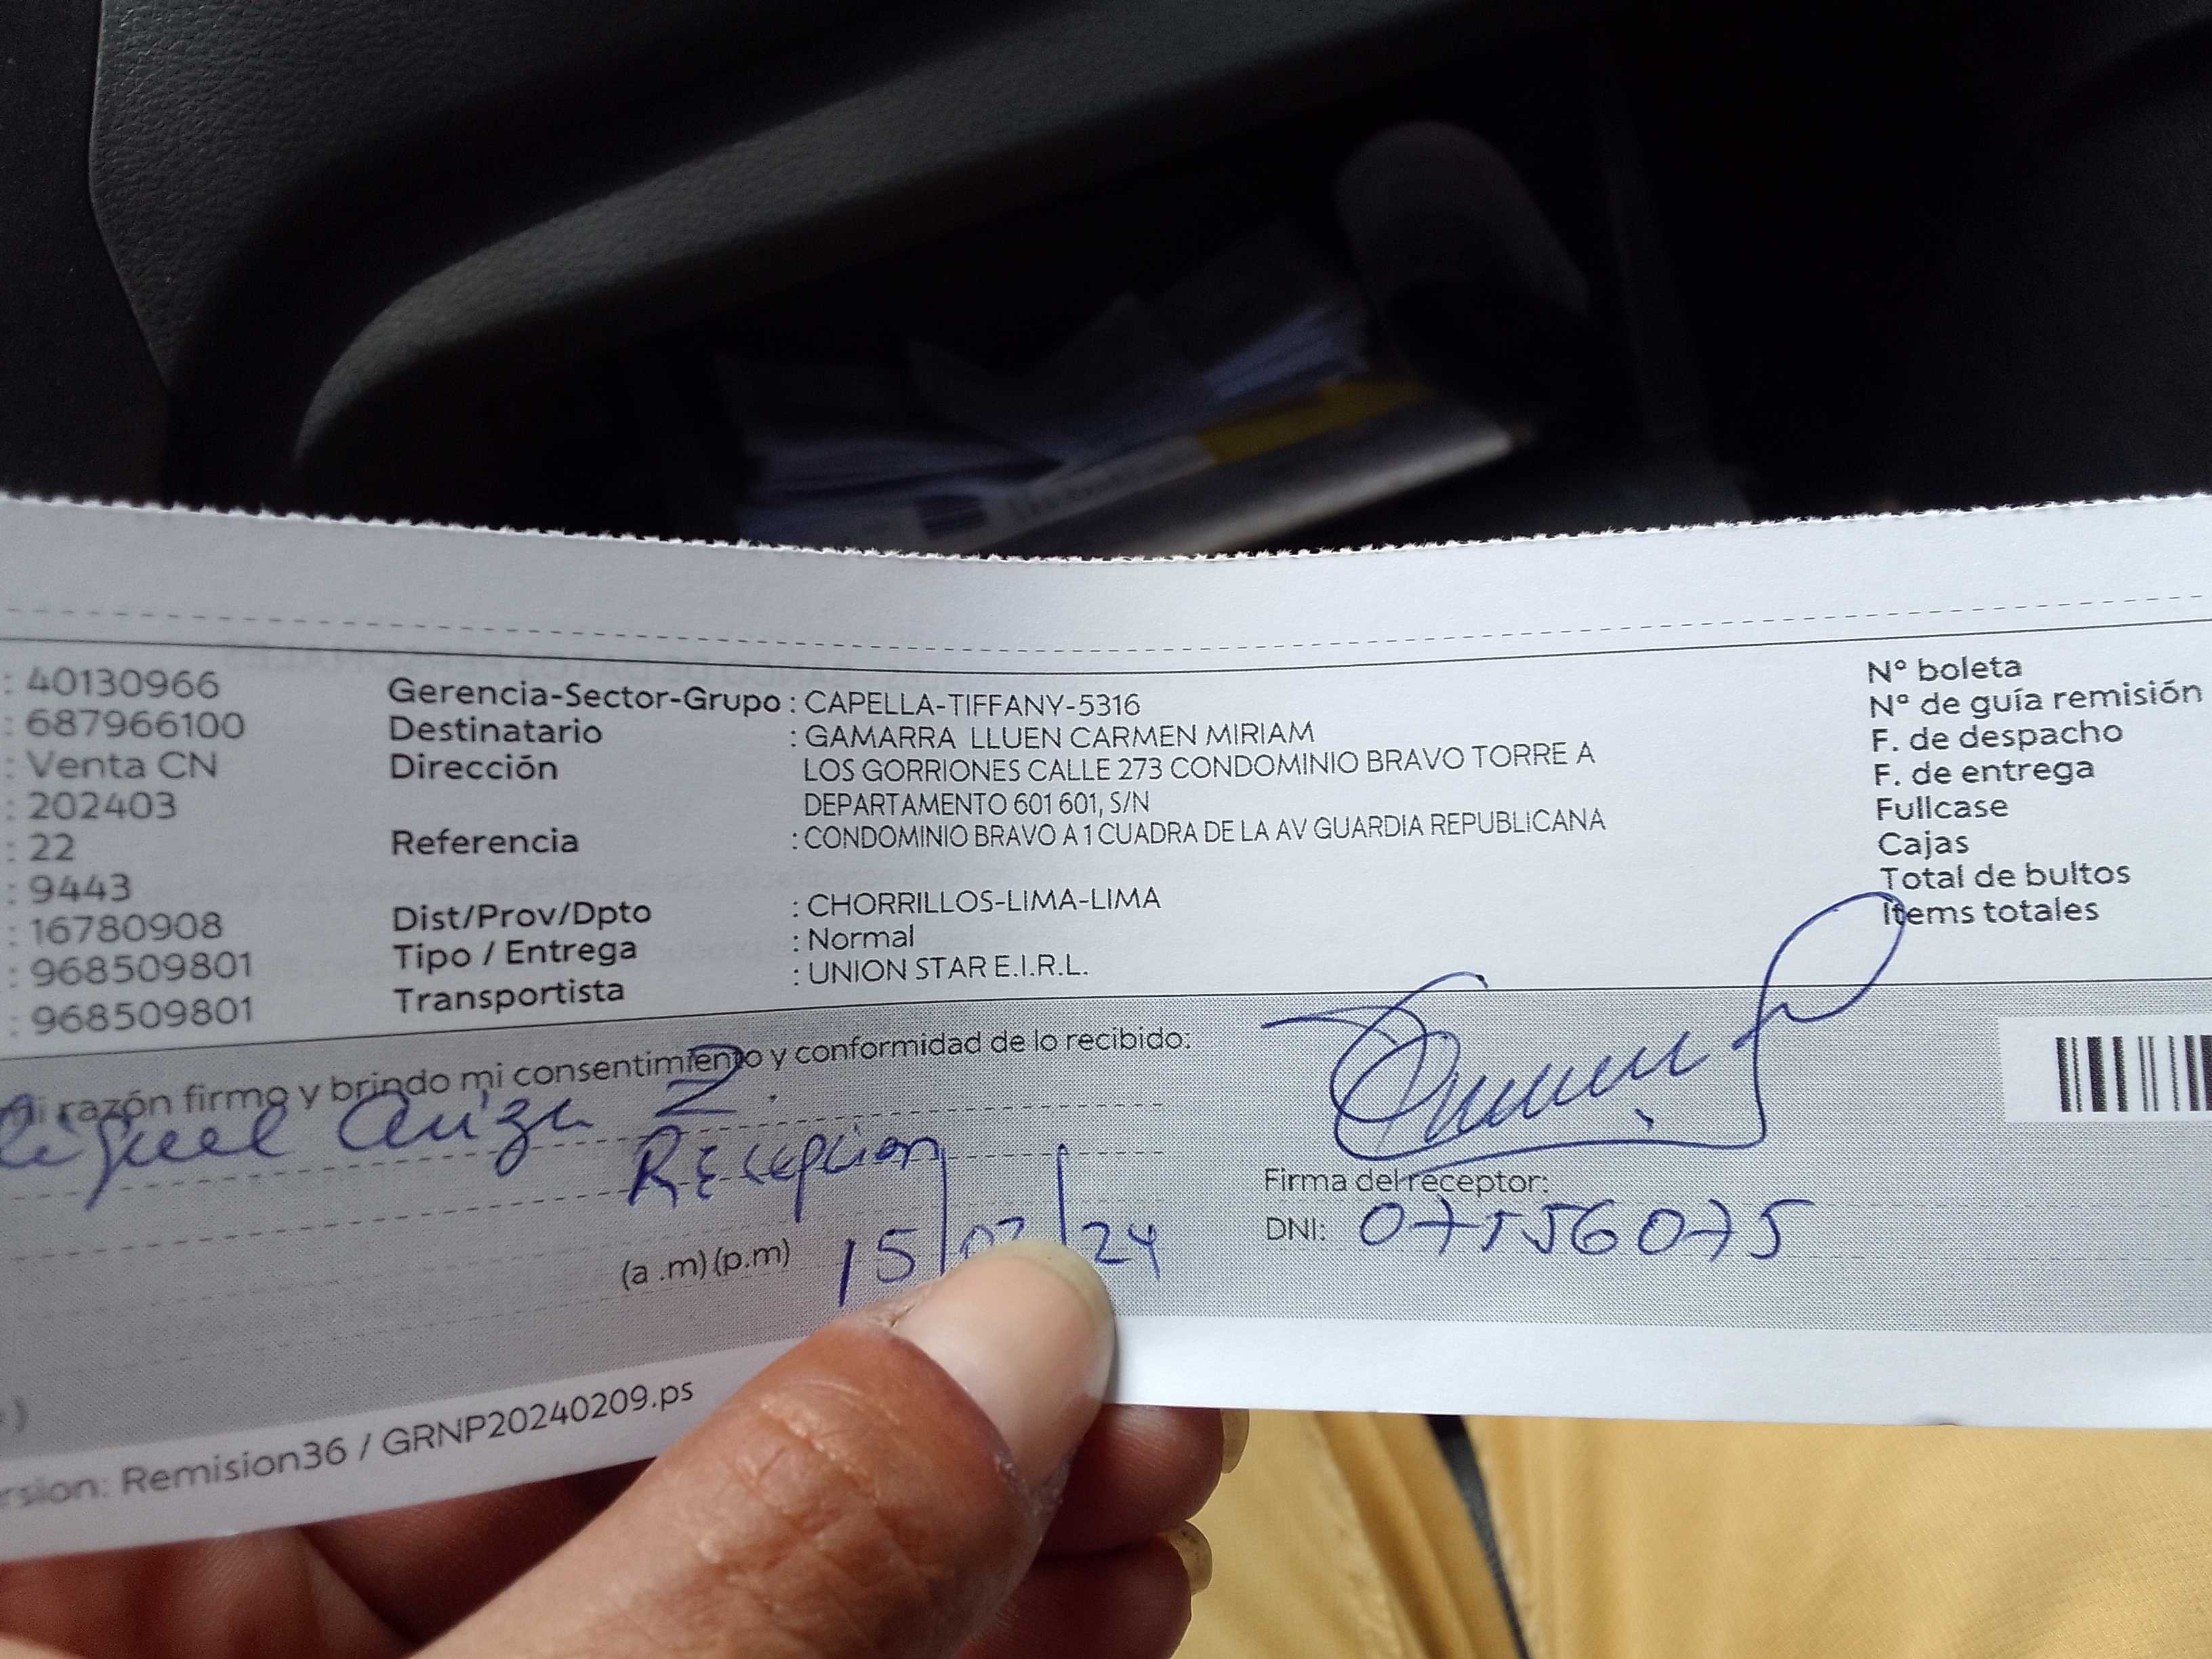 : 40130966
: 687966100
: Venta CN
: 202403
: 22
: 9443
: 16780908
: 968509801
: 968509801
Gerencia-Sector-Grupo : CAPELLA-TIFFANY-5316
Destinatario : GAMARRA LLUEN CARMEN MIRIAM
Dirección LOS GORRIONES CALLE 273 CONDOMINIO BRAVO TORRE A
DEPARTAMENTO 601 601, S/N
Referencia : CONDOMINIO BRAVO A 1 CUADRA DE LA AV GUARDIA REPUBLICANA
Dist/Prov/Dpto : CHORRILLOS-LIMA-LIMA
Tipo / Entrega : Normal
Transportista : UNION STAR E.I.R.L.
N° boleta
N° de guía remisión
F. de despacho
F. de entrega
Fullcase
Cajas
Total de bultos
Items totales
razón firmo y brindo mi consentimiento y conformidad de lo recibido:
Recepcion
(a .m) (p.m) 15/ /24
Firma del receptor:
DNI: 07556075
rsion: Remision36 / GRNP20240209.ps